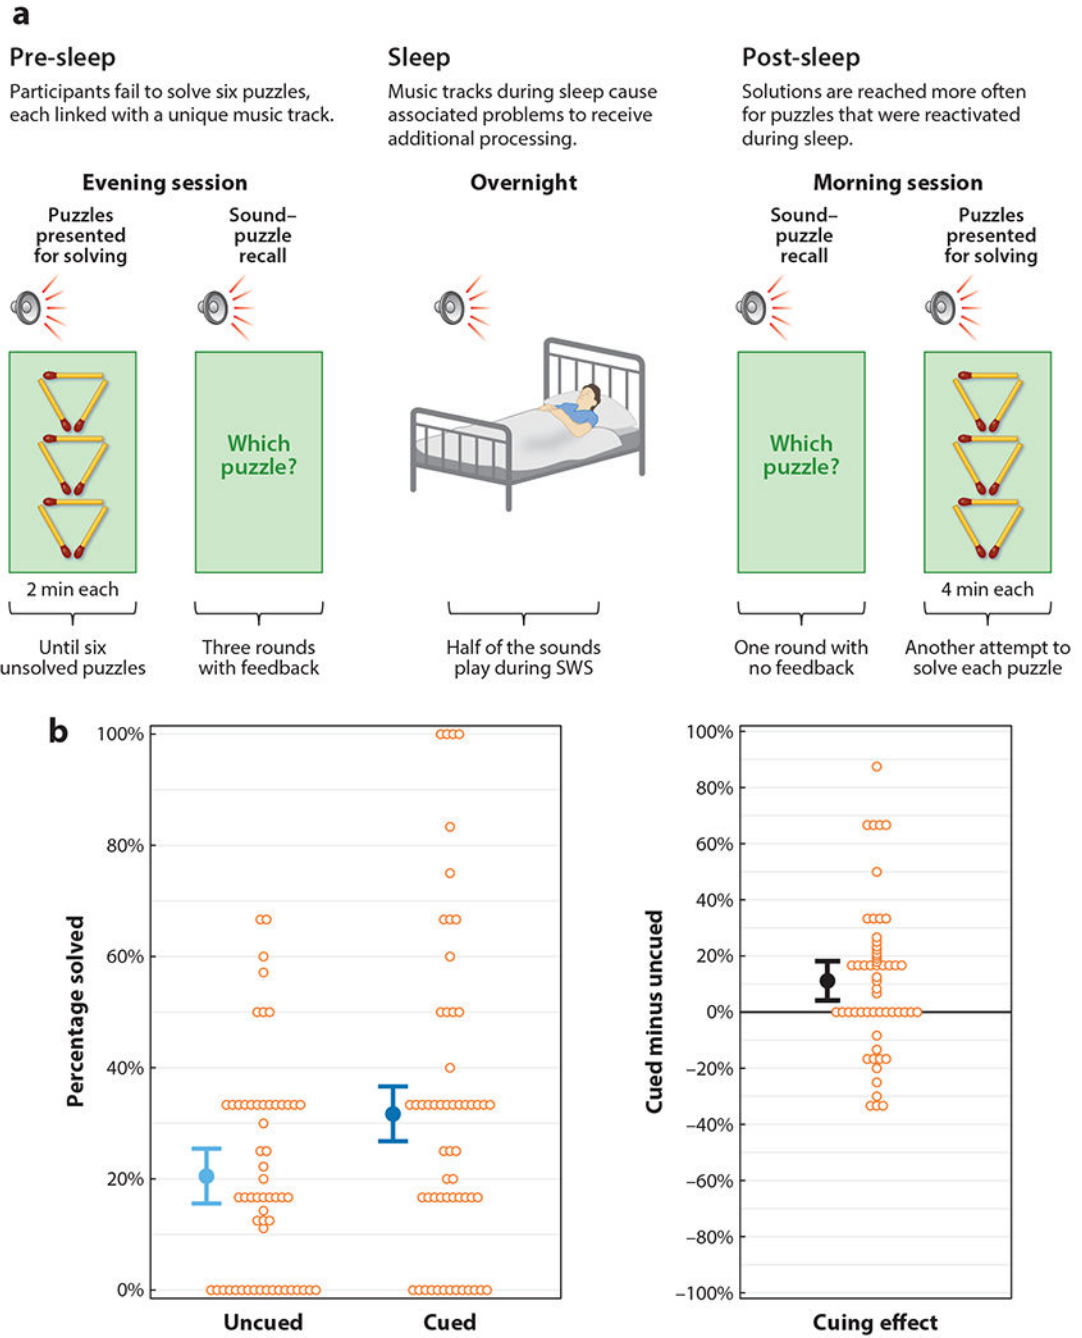 a
Pre-sleep
Participants fail to solve six puzzles,
each linked with a unique music track.
Sleep
Music tracks during sleep cause
associated problems to receive
additional processing.
Post-sleep
Solutions are reached more often
for puzzles that were reactivated
during sleep.
Evening session
Overnight
Morning session
Puzzles
presented
for solving
Sound–
puzzle
recall
Sound–
puzzle
recall
Puzzles
presented
for solving
Which
puzzle?
Which
puzzle?
2 min each
4 min each
Until six
unsolved puzzles
Three rounds
with feedback
Half of the sounds
play during SWS
One round with
no feedback
Another attempt to
solve each puzzle
b
Percentage solved
100%
80%
60%
40%
20%
0%
Uncued
Cued
Cued minus uncued
100%
80%
60%
40%
20%
0%
–20%
–40%
–60%
–80%
–100%
Cuing effect